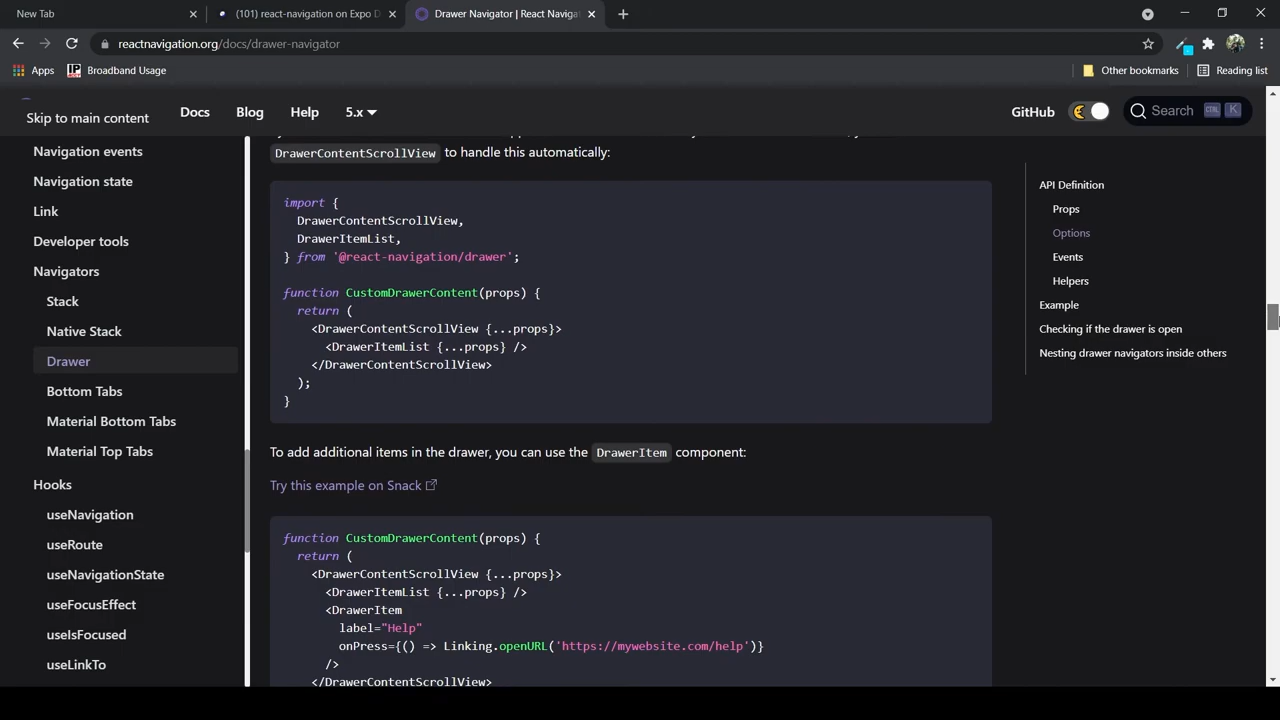 New Tab
(101) react-navigation on Expo D
Drawer Navigator | React Navigat
reactnavigation.org/docs/drawer-navigator
Apps
Broadband Usage
Other bookmarks
Reading list
Skip to main content
Docs
Blog
Help
5.x
GitHub
Search
CTRL
K
Navigation events
Navigation state
Link
Developer tools
Navigators
Stack
Native Stack
Drawer
Bottom Tabs
Material Bottom Tabs
Material Top Tabs
Hooks
useNavigation
useRoute
useNavigationState
useFocusEffect
useIsFocused
useLinkTo
DrawerContentScrollView to handle this automatically:
import {
DrawerContentScrollView,
DrawerItemList,
} from '@react-navigation/drawer';
function CustomDrawerContent(props) {
return (
<DrawerContentScrollView {...props}>
<DrawerItemList {...props} />
</DrawerContentScrollView>
);
}
To add additional items in the drawer, you can use the DrawerItem component:
Try this example on Snack
function CustomDrawerContent(props) {
return (
<DrawerContentScrollView {...props}>
<DrawerItemList {...props} />
<DrawerItem
label="Help"
onPress={() => Linking.openURL('https://mywebsite.com/help')}
/>
</DrawerContentScrollView>
API Definition
Props
Options
Events
Helpers
Example
Checking if the drawer is open
Nesting drawer navigators inside others